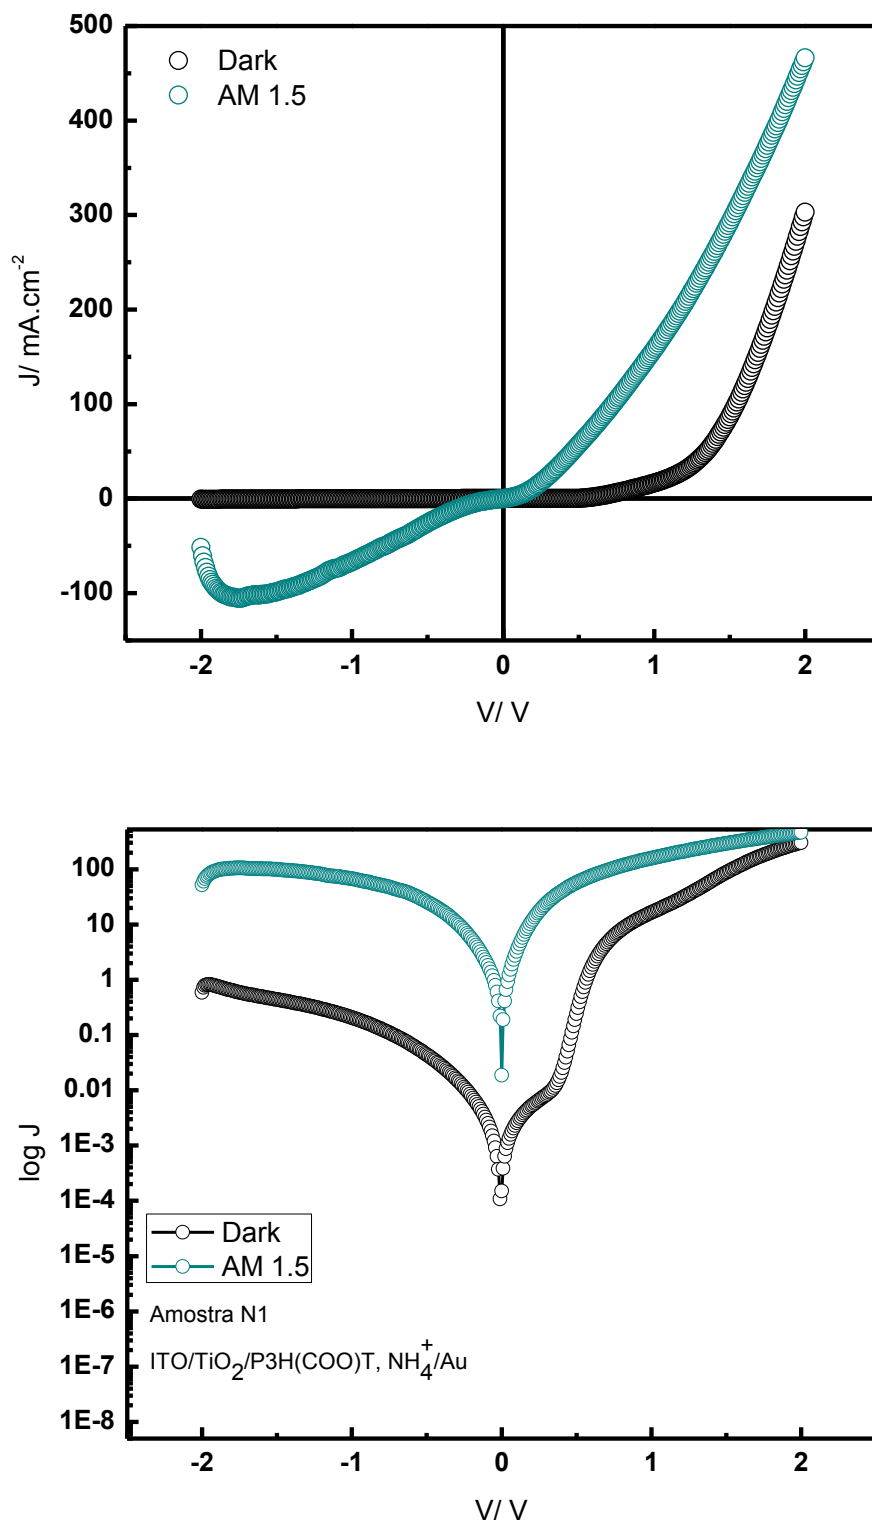 500
400
300
200
100
0
-100
J/ mA.cm-2
Dark
AM 1.5
-2 -1 0 1 2
V/ V
100
10
1
0.1
0.01
1E-3
1E-4
1E-5
1E-6
1E-7
1E-8
log J
Dark
AM 1.5
Amostra N1
ITO/TiO2/P3H(COO)T, NH4+/Au
-2 -1 0 1 2
V/ V